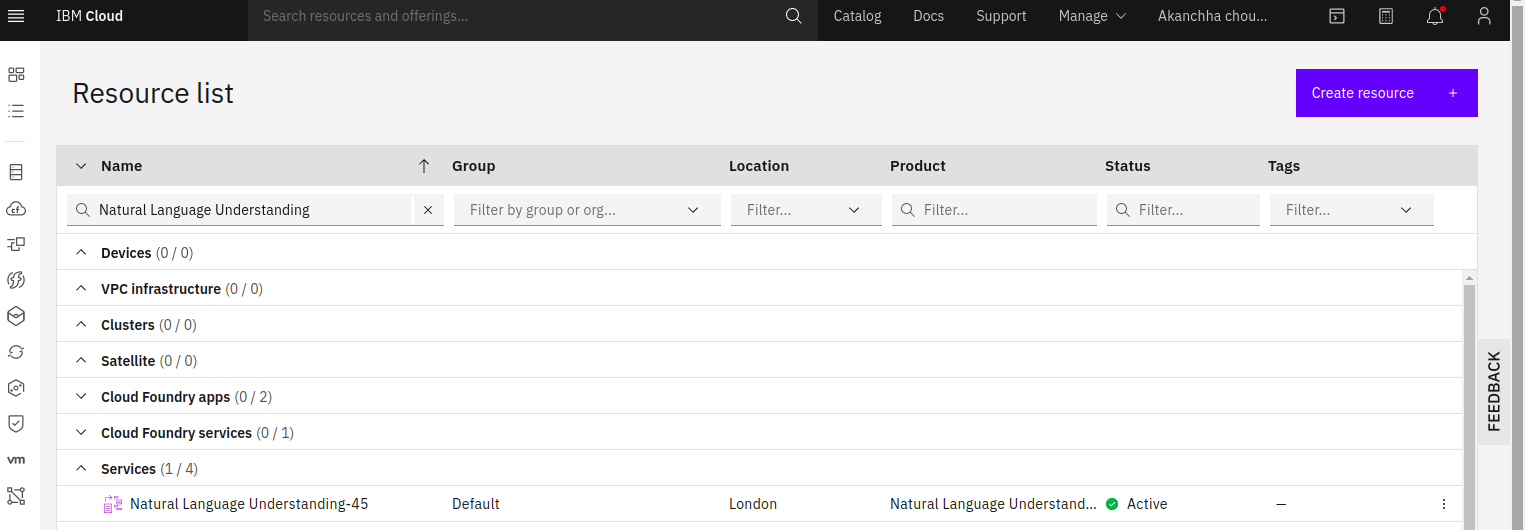 IBM Cloud Search resources and offerings... Catalog Docs Support Manage Akanchha chou...
Resource list
Create resource +
Name Group Location Product Status Tags
Natural Language Understanding Filter by group or org... Filter... Filter... Filter... Filter...
Devices (0 / 0)
VPC infrastructure (0 / 0)
Clusters (0 / 0)
Satellite (0 / 0)
Cloud Foundry apps (0 / 2)
Cloud Foundry services (0 / 1)
Services (1 / 4)
Natural Language Understanding-45 Default London Natural Language Understand... Active —
FEEDBACK
vm